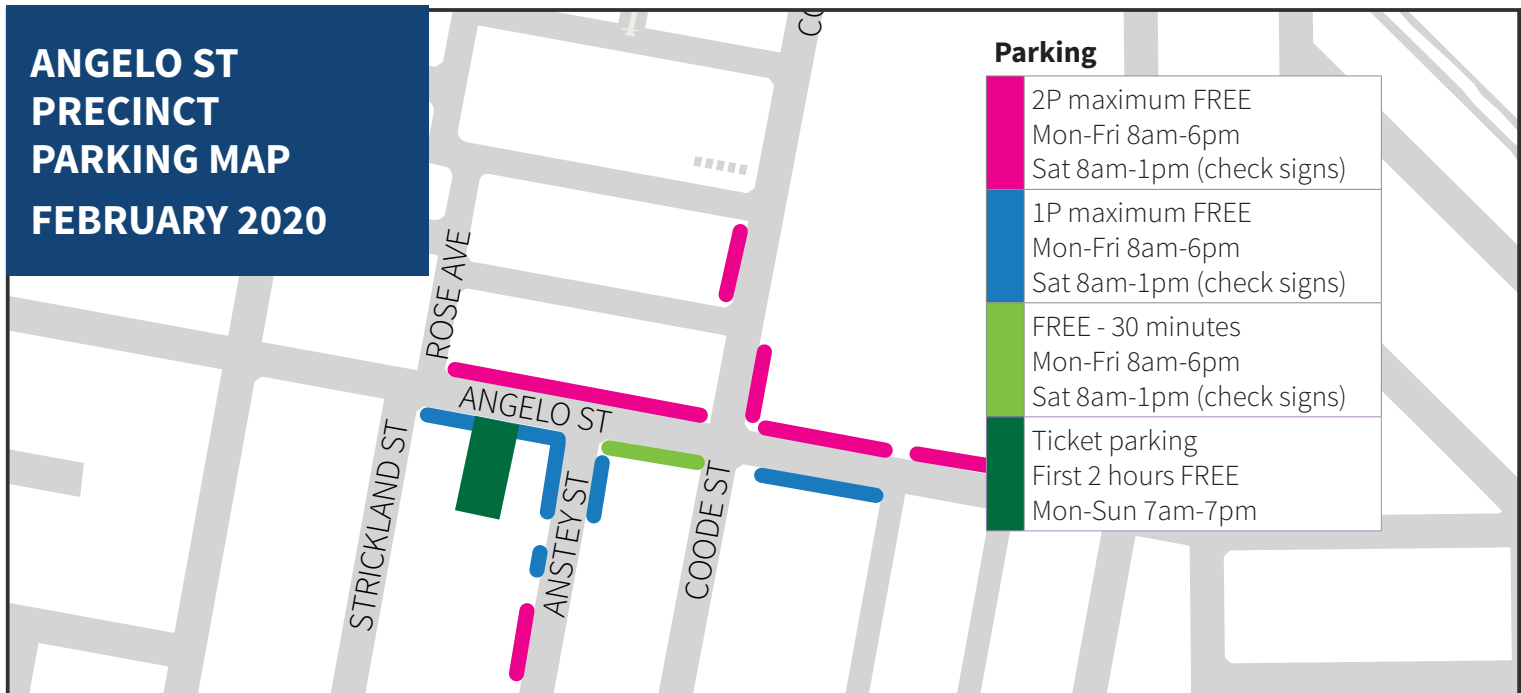 ANGELO ST
PRECINCT
PARKING MAP
FEBRUARY 2020
CO
Parking
2P maximum FREE
Mon-Fri 8am-6pm
Sat 8am-1pm (check signs)
1P maximum FREE
Mon-Fri 8am-6pm
Sat 8am-1pm (check signs)
FREE - 30 minutes
Mon-Fri 8am-6pm
Sat 8am-1pm (check signs)
Ticket parking
First 2 hours FREE
Mon-Sun 7am-7pm
ROSE AVE
ANGELO ST
STRICKLAND ST
ANSTEY ST
COODE ST